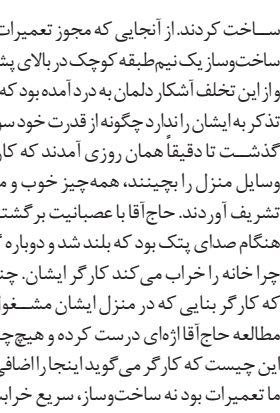 ساخت کردند. از آنجایی که مجوز تعمیرات
ساخت‌وساز یک نیم‌طبقه کوچک در بالای پش
و از این تخلف آشکار دلمان به درد آمده بود که
تذکر به ایشان را ندارد چگونه از قدرت خود سر
گذشت تا دقیقاً همان روزی آمدند که کار
وسایل منزل را بچینند، همه‌چیز خوب و م
تشریف آوردند. حاج‌آقا با عصبانیت برگشت
هنگام صدای پتک بود که بلند شد و دوباره
چرا خانه را خراب می‌کند کارگر ایشان. چن
که کارگر بنایی که در منزل ایشان مشغول
مطالعه حاج‌آقا اژه‌ای درست کرده و هیچ‌چ
این چیست که کارگر می‌گوید اینجا را اضافی
ما تعمیرات بود نه ساخت‌وساز، سریع خراب